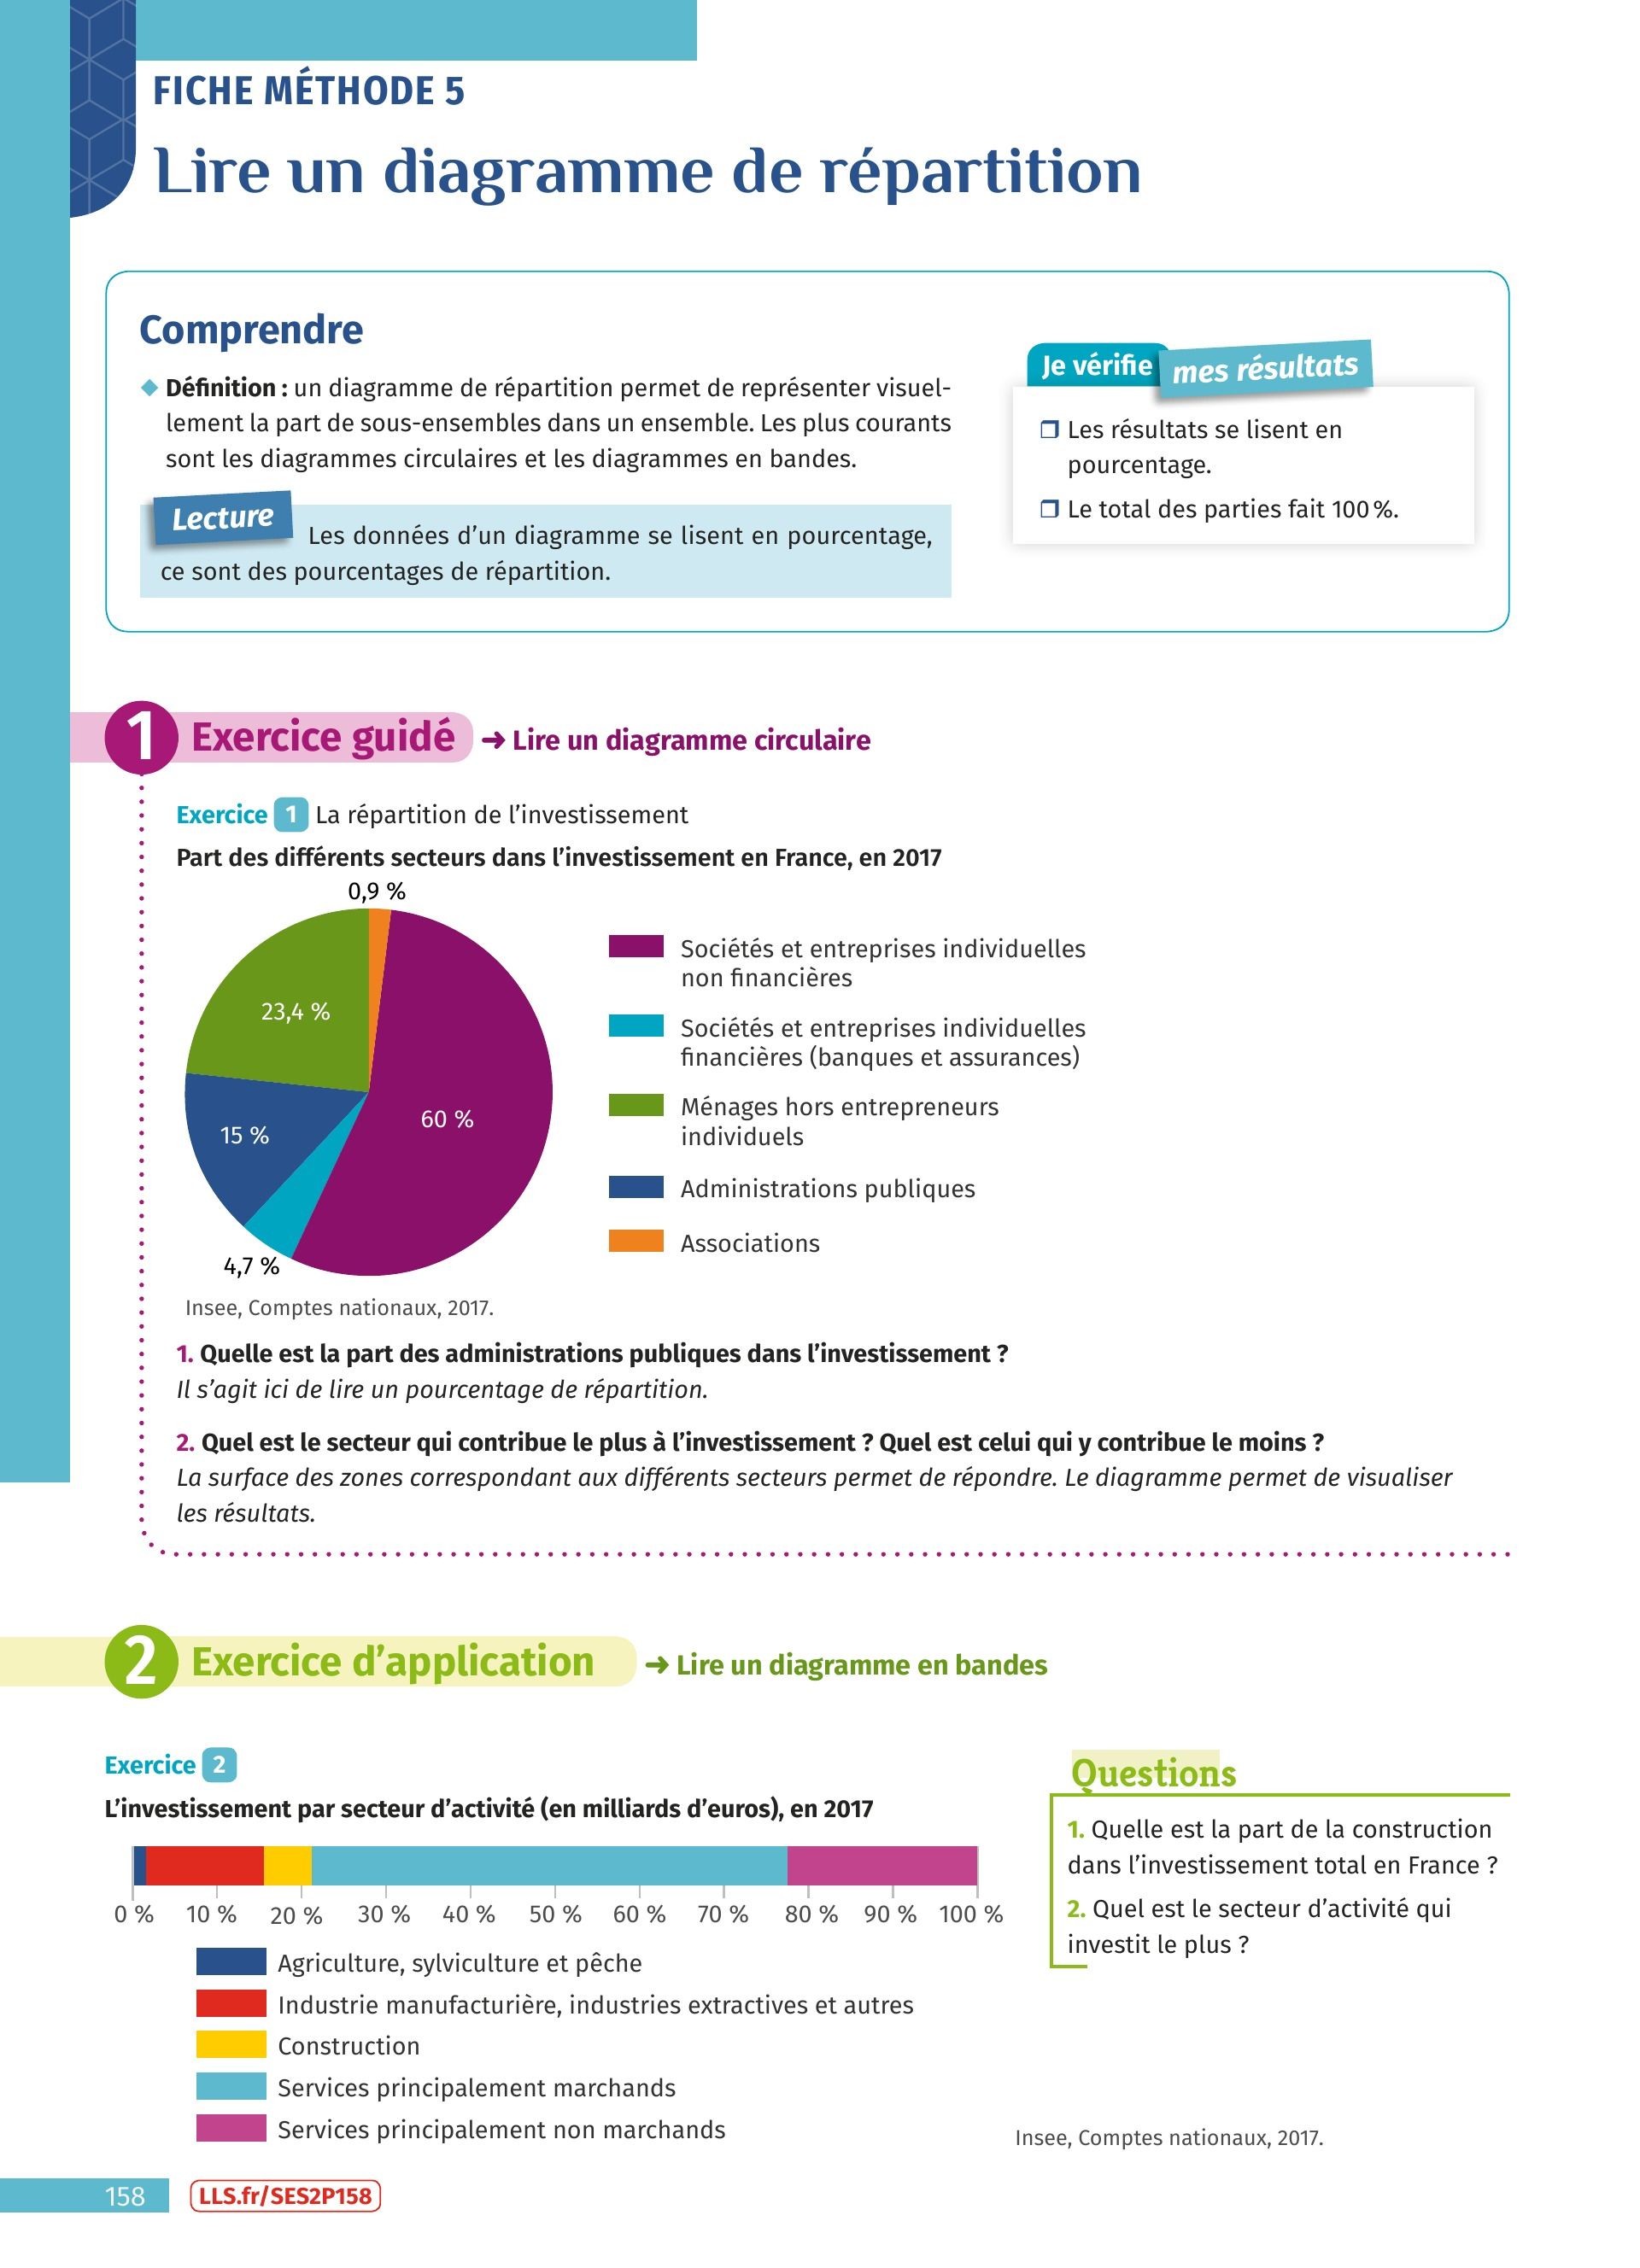 FICHE MÉTHODE 5
Lire un diagramme de répartition
Comprendre
◆ Définition : un diagramme de répartition permet de représenter visuel-
lement la part de sous-ensembles dans un ensemble. Les plus courants
sont les diagrammes circulaires et les diagrammes en bandes.
Lecture
Les données d’un diagramme se lisent en pourcentage,
ce sont des pourcentages de répartition.
Je vérifie mes résultats
❒ Les résultats se lisent en
pourcentage.
❒ Le total des parties fait 100 %.
1 Exercice guidé ➜ Lire un diagramme circulaire
Exercice 1 La répartition de l’investissement
Part des différents secteurs dans l’investissement en France, en 2017
0,9 %
23,4 %
60 %
15 %
4,7 %
Sociétés et entreprises individuelles
non financières
Sociétés et entreprises individuelles
financières (banques et assurances)
Ménages hors entrepreneurs
individuels
Administrations publiques
Associations
Insee, Comptes nationaux, 2017.
1. Quelle est la part des administrations publiques dans l’investissement ?
Il s’agit ici de lire un pourcentage de répartition.
2. Quel est le secteur qui contribue le plus à l’investissement ? Quel est celui qui y contribue le moins ?
La surface des zones correspondant aux différents secteurs permet de répondre. Le diagramme permet de visualiser
les résultats.
2 Exercice d’application ➜ Lire un diagramme en bandes
Exercice 2
L’investissement par secteur d’activité (en milliards d’euros), en 2017
0 % 10 % 20 % 30 % 40 % 50 % 60 % 70 % 80 % 90 % 100 %
Agriculture, sylviculture et pêche
Industrie manufacturière, industries extractives et autres
Construction
Services principalement marchands
Services principalement non marchands
Questions
1. Quelle est la part de la construction
dans l’investissement total en France ?
2. Quel est le secteur d’activité qui
investit le plus ?
Insee, Comptes nationaux, 2017.
158 LLS.fr/SES2P158